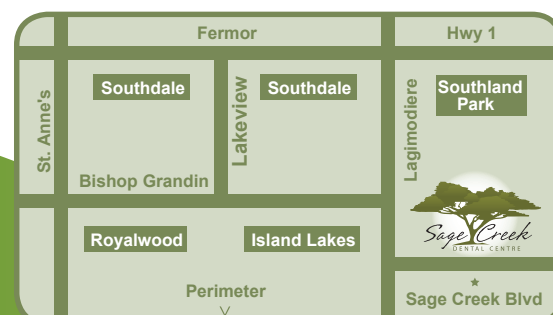 Fermor
Hwy 1
St. Anne's
Southdale
Lakeview
Southdale
Lagimodiere
Southland
Park
Bishop Grandin
Sage Creek
DENTAL CENTRE
Royalwood
Island Lakes
Perimeter
Sage Creek Blvd